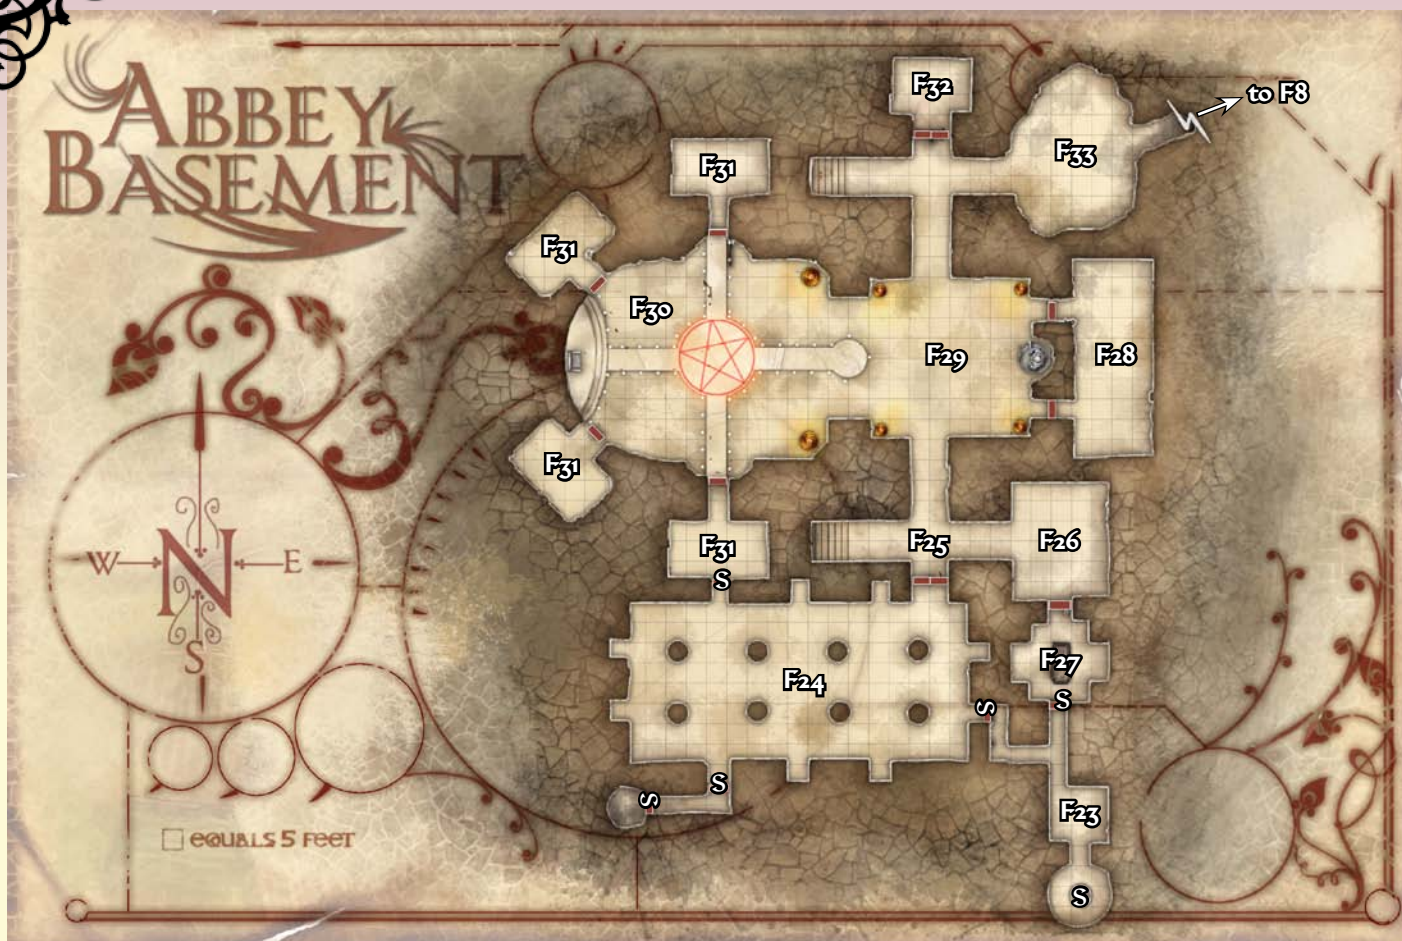 ABBEY
BASEMENT
F32
to F8
F33
F31
F31
F30
F29
F28
F31
F31
S
F25
F26
F27
S
F24
S
S
S
F23
S
N
W
E
S
EQUALS 5 FEET